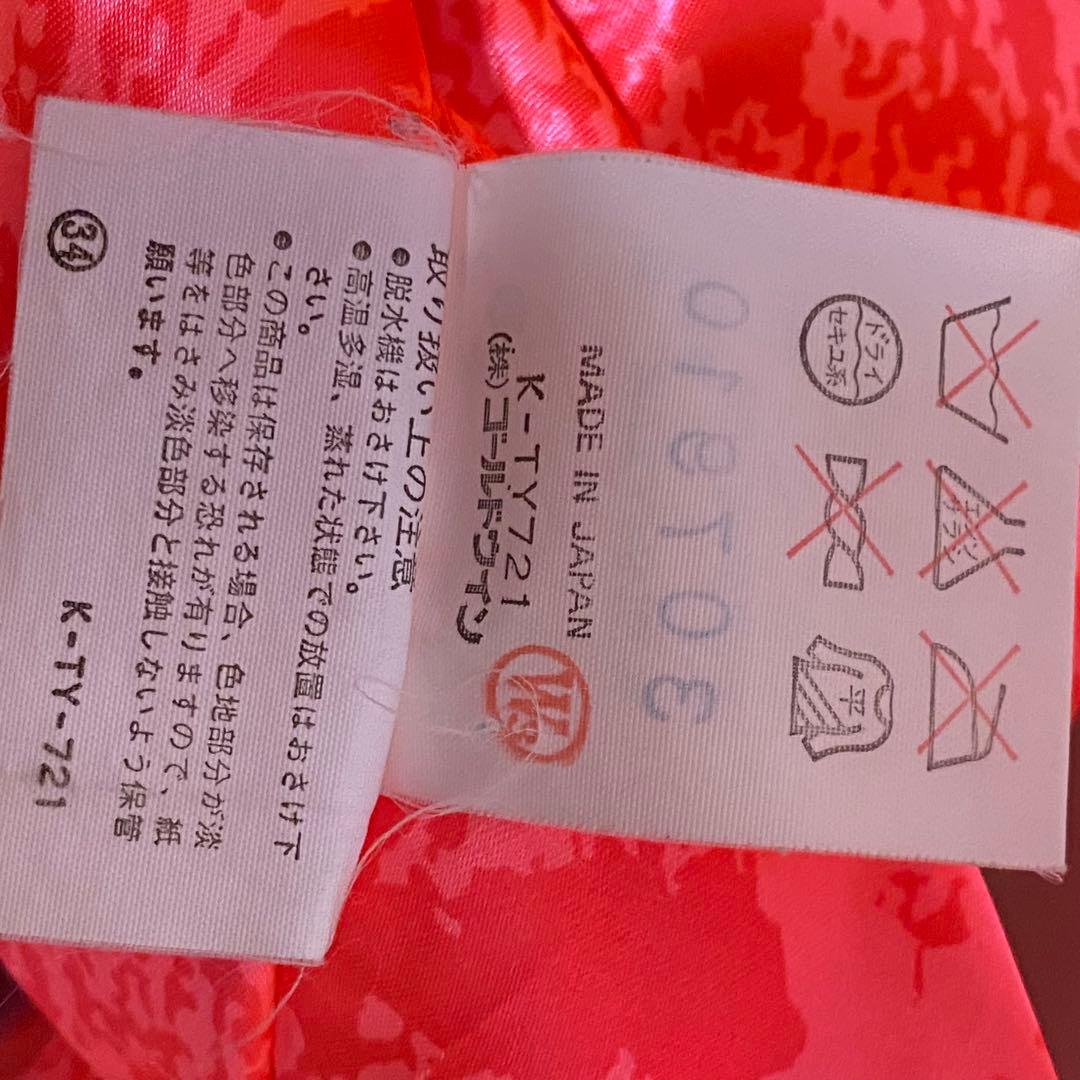 エンソ
サラシ
ドライ
セキユ系
平
MADE IN JAPAN
K-TY721
(株)ゴールドウイン
取り扱い上の注意
●脱水機はおさけ下さい。
●高温多湿、蒸れた状態での放置はおさけ下
さい。
●この商品は保存される場合、色地部分が淡
色部分へ移染する恐れが有りますので、紙
等をはさみ淡色部分と接触しないよう保管
願います。
㉞ K-TY-721